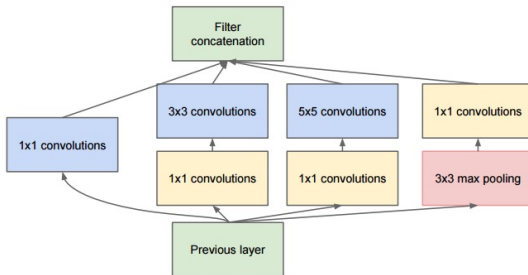 Filter
concatenation
3x3 convolutions
5x5 convolutions
1x1 convolutions
1x1 convolutions
1x1 convolutions
1x1 convolutions
3x3 max pooling
Previous layer